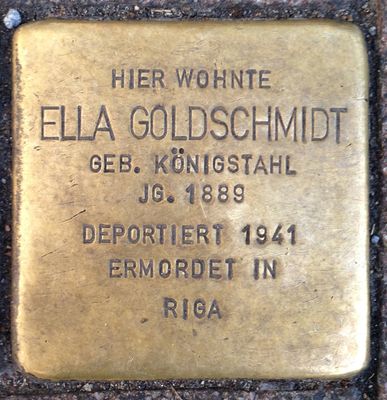 HIER WOHNTE
ELLA GOLDSCHMIDT
GEB. KÖNIGSTAHL
JG. 1889
DEPORTIERT 1941
ERMORDET IN
RIGA